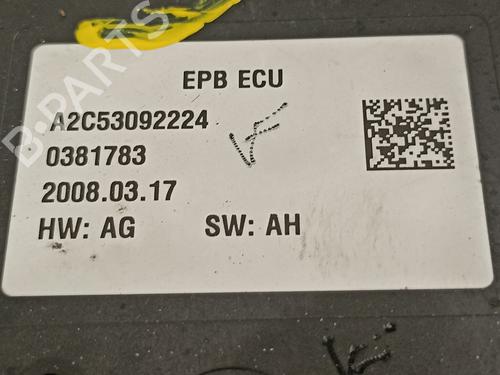 EPB ECU
A2C53092224
0381783
2008.03.17
HW: AG SW: AH
B-PARTS